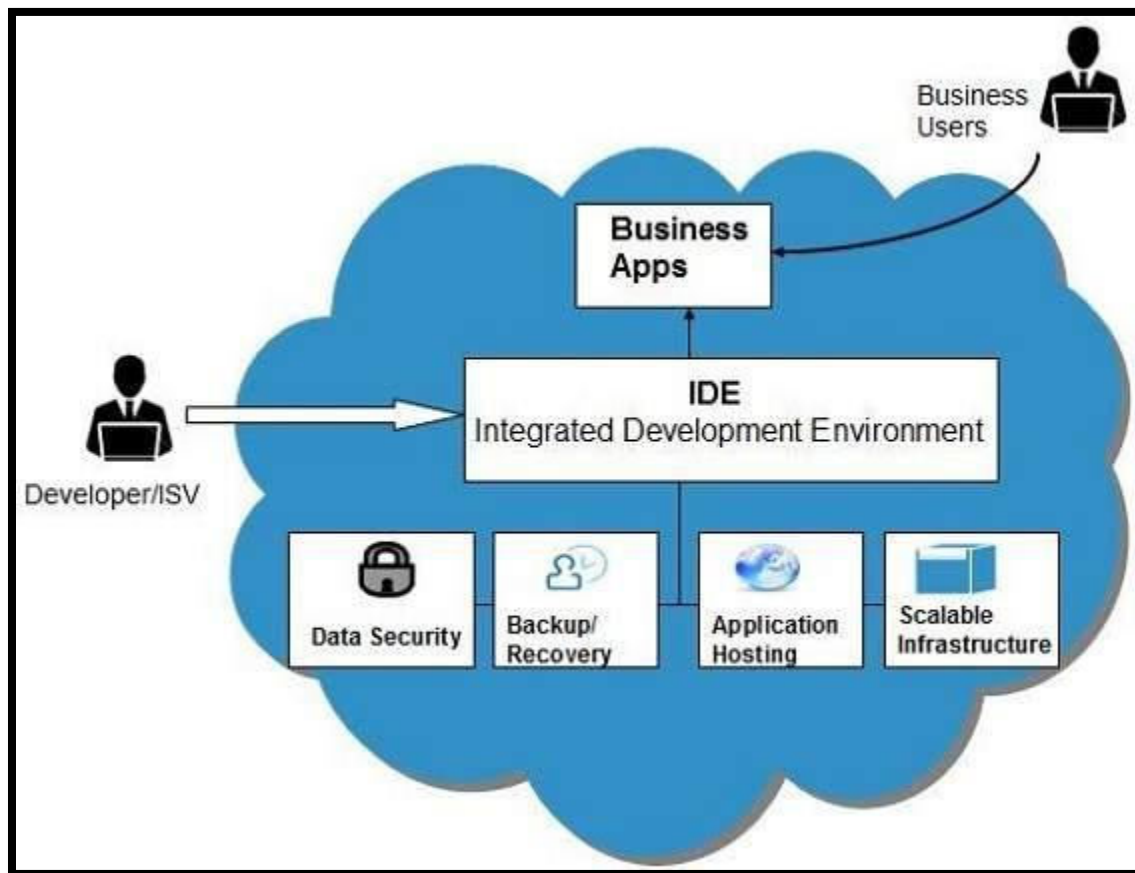 Business
Users
Business
Apps
IDE
Integrated Development Environment
Developer/ISV
Data Security
Backup/
Recovery
Application
Hosting
Scalable
Infrastructure